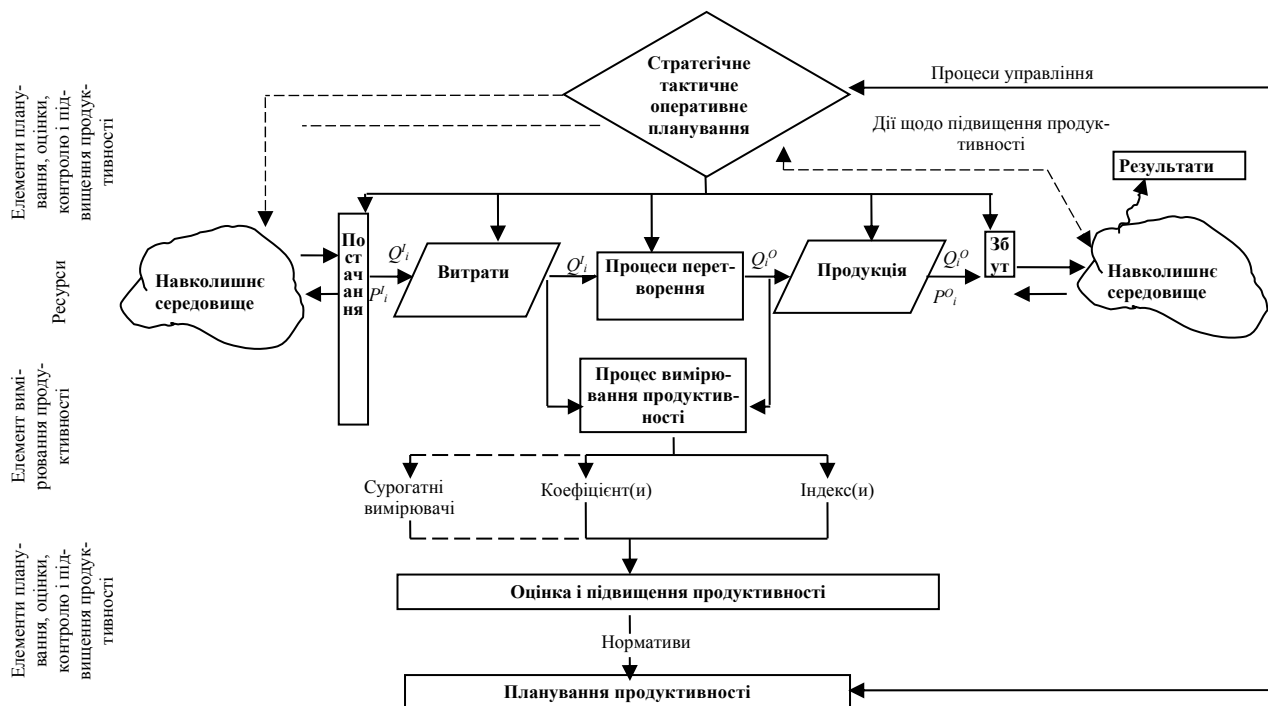 Елементи плану-
вання, оцінки,
контролю і під-
вищення продук-
тивності
Стратегічне
тактичне
оперативне
планування
Процеси управління
Дії щодо підвищення продук-
тивності
Результати
Ресурси
Навколишнє
середовище
По
ст
ач
ан
ня
Q^I_i
P^I_i
Витрати
Q^I_i
Процеси перет-
ворення
Q_i^O
Продукція
Q_i^O
P^O_i
Зб
ут
Навколишнє
середовище
Елемент вимі-
рювання проду-
ктивності
Процес вимірю-
вання продуктив-
ності
Сурогатні
вимірювачі
Коефіцієнт(и)
Індекс(и)
Елементи плану-
вання, оцінки,
контролю і під-
вищення продук-
тивності
Оцінка і підвищення продуктивності
Нормативи
Планування продуктивності